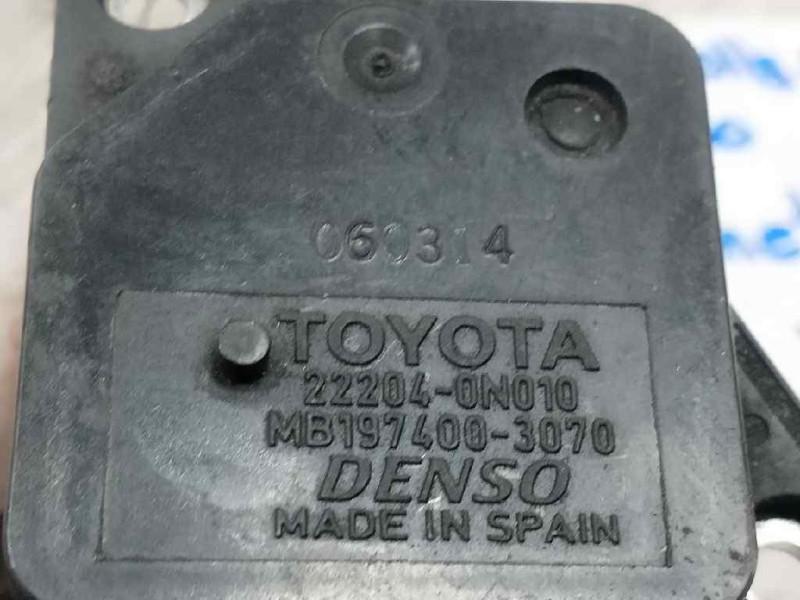 060314
TOYOTA
22204-0N010
MB197400-3070
DENSO
MADE IN SPAIN